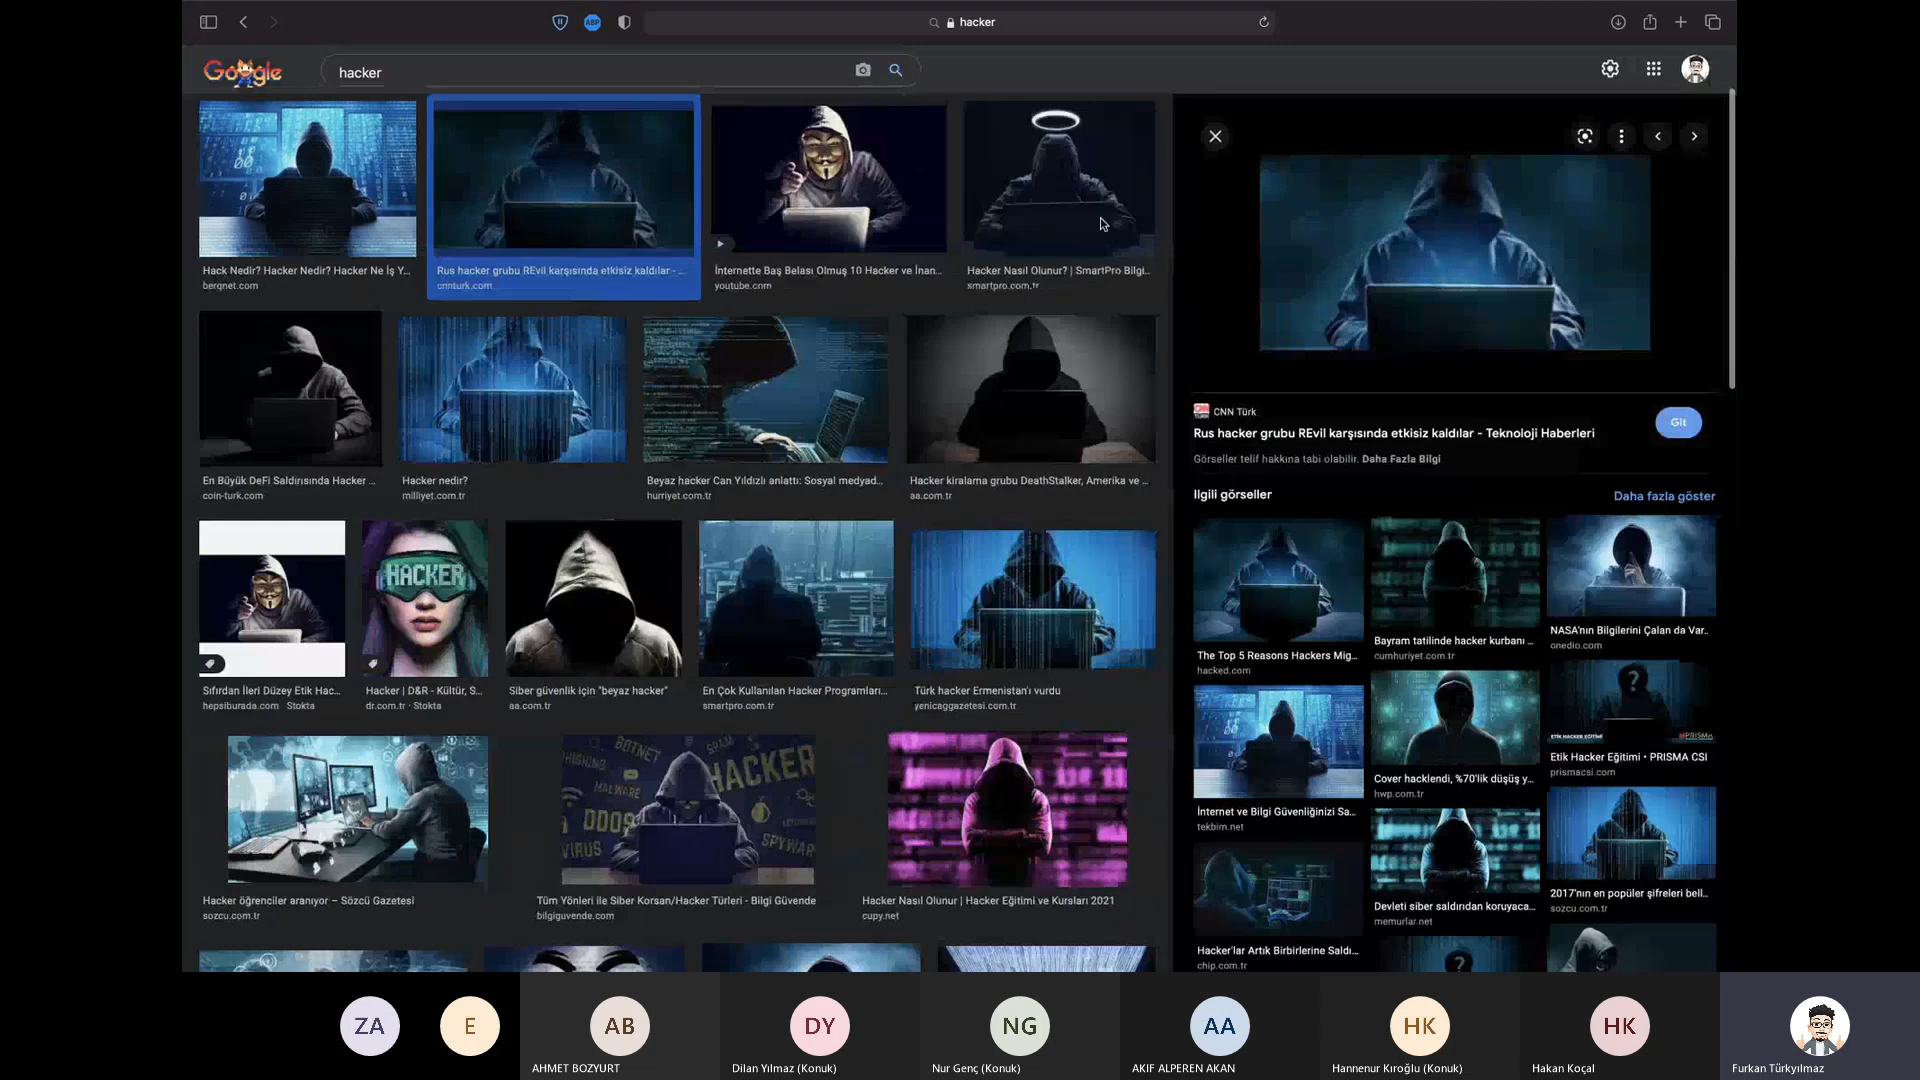 hacker
Google
hacker
Hack Nedir? Hacker Nedir? Hacker Ne İş Y...
berqnet.com
Rus hacker grubu REvil karşısında etkisiz kaldılar - ...
cnnturk.com
İnternette Baş Belası Olmuş 10 Hacker ve İnan...
youtube.com
Hacker Nasıl Olunur? | SmartPro Bilgi...
smartpro.com.tr
En Büyük DeFi Saldırısında Hacker ...
coin-turk.com
Hacker nedir?
milliyet.com.tr
Beyaz hacker Can Yıldızlı anlattı: Sosyal medyad...
hurriyet.com.tr
Hacker kiralama grubu DeathStalker, Amerika ve ...
aa.com.tr
HACKER
Sıfırdan İleri Düzey Etik Hac...
hepsiburada.com · Stokta
Hacker | D&R - Kültür, S...
dr.com.tr · Stokta
Siber güvenlik için "beyaz hacker"
aa.com.tr
En Çok Kullanılan Hacker Programları...
smartpro.com.tr
Türk hacker Ermenistan'ı vurdu
yenicaggazetesi.com.tr
BOTNET
SPAM
PHISHING
HACKER
MALWARE
DDOS
VIRUS
SPYWAR
Hacker öğrenciler aranıyor – Sözcü Gazetesi
sozcu.com.tr
Tüm Yönleri ile Siber Korsan/Hacker Türleri - Bilgi Güvende
bilgiguvende.com
Hacker Nasıl Olunur | Hacker Eğitimi ve Kursları 2021
cupy.net
CNN Türk
Rus hacker grubu REvil karşısında etkisiz kaldılar - Teknoloji Haberleri
Git
Görseller telif hakkına tabi olabilir. Daha Fazla Bilgi
İlgili görseller
Daha fazla göster
The Top 5 Reasons Hackers Mig...
hacked.com
Bayram tatilinde hacker kurbanı ...
cumhuriyet.com.tr
NASA'nın Bilgilerini Çalan da Var..
onedio.com
ETİK HACKER EĞİTİMİ
PRISMA
İnternet ve Bilgi Güvenliğinizi Sa...
tekbim.net
Cover hacklendi, %70'lik düşüş y...
hwp.com.tr
Etik Hacker Eğitimi • PRISMA CSI
prismacsi.com
Hacker'lar Artık Birbirlerine Saldı...
chip.com.tr
Devleti siber saldırıdan koruyaca...
memurlar.net
2017'nın en popüler şifreleri bell...
sozcu.com.tr
ZA
E
AB
AHMET BOZYURT
DY
Dilan Yılmaz (Konuk)
NG
Nur Genç (Konuk)
AA
AKIF ALPEREN AKAN
HK
Hannenur Kıroğlu (Konuk)
HK
Hakan Koçal
Furkan Türkyılmaz